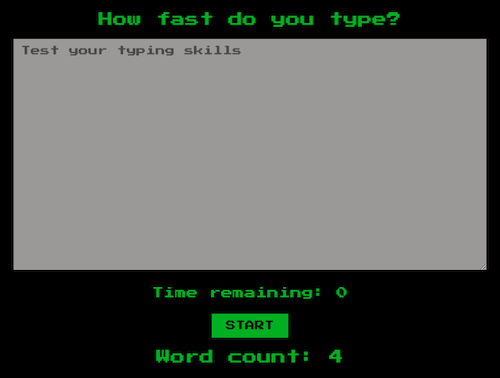 How fast do you type?
Test your typing skills
Time remaining: 0
START
Word count: 4